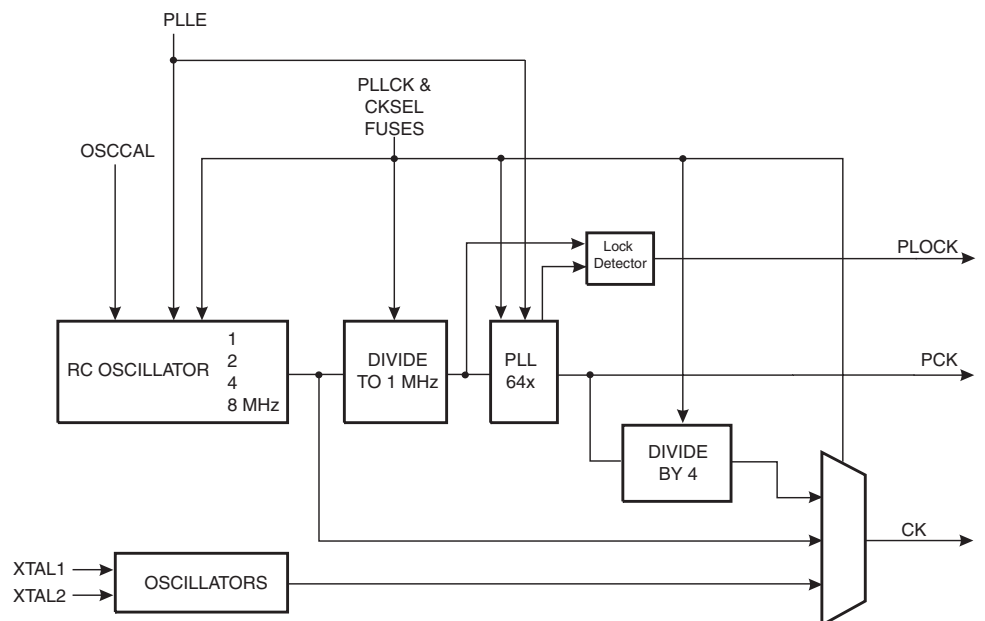 PLLE
PLLCK &
CKSEL
FUSES
OSCCAL
Lock
Detector
PLOCK
RC OSCILLATOR
1
2
4
8 MHz
DIVIDE
TO 1 MHz
PLL
64x
PCK
DIVIDE
BY 4
CK
XTAL1
XTAL2
OSCILLATORS